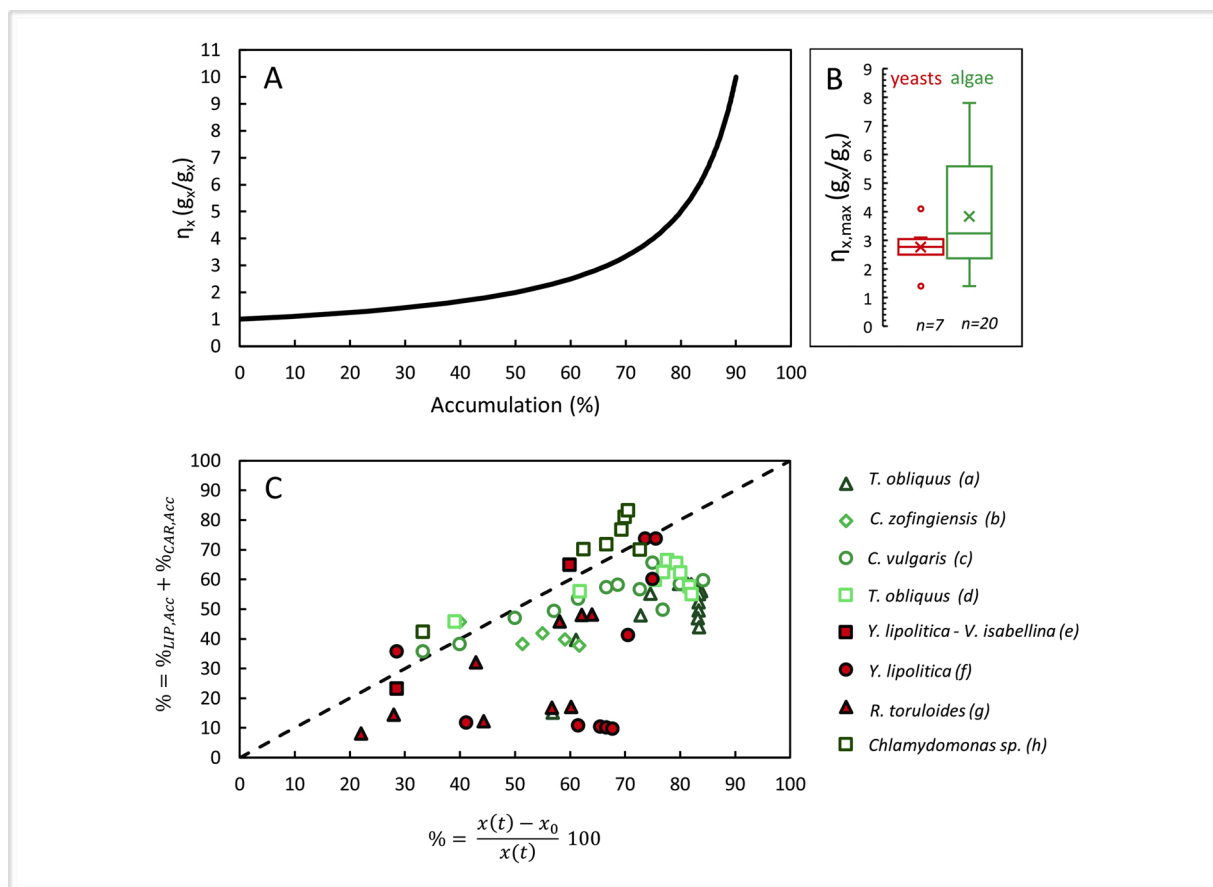 A
11
10
9
8
7
6
5
4
3
2
1
0
ηx (gx/gx)
0 10 20 30 40 50 60 70 80 90 100
Accumulation (%)
B
yeasts algae
9
8
7
6
5
4
3
2
1
0
ηx,max (gx/gx)
n=7 n=20
C
100
90
80
70
60
50
40
30
20
10
0
% = %LIP,Acc + %CAR,Acc
0 10 20 30 40 50 60 70 80 90 100
% = x(t) − x0 / x(t) 100
T. obliquus (a)
C. zofingiensis (b)
C. vulgaris (c)
T. obliquus (d)
Y. lipolitica - V. isabellina (e)
Y. lipolitica (f)
R. toruloides (g)
Chlamydomonas sp. (h)